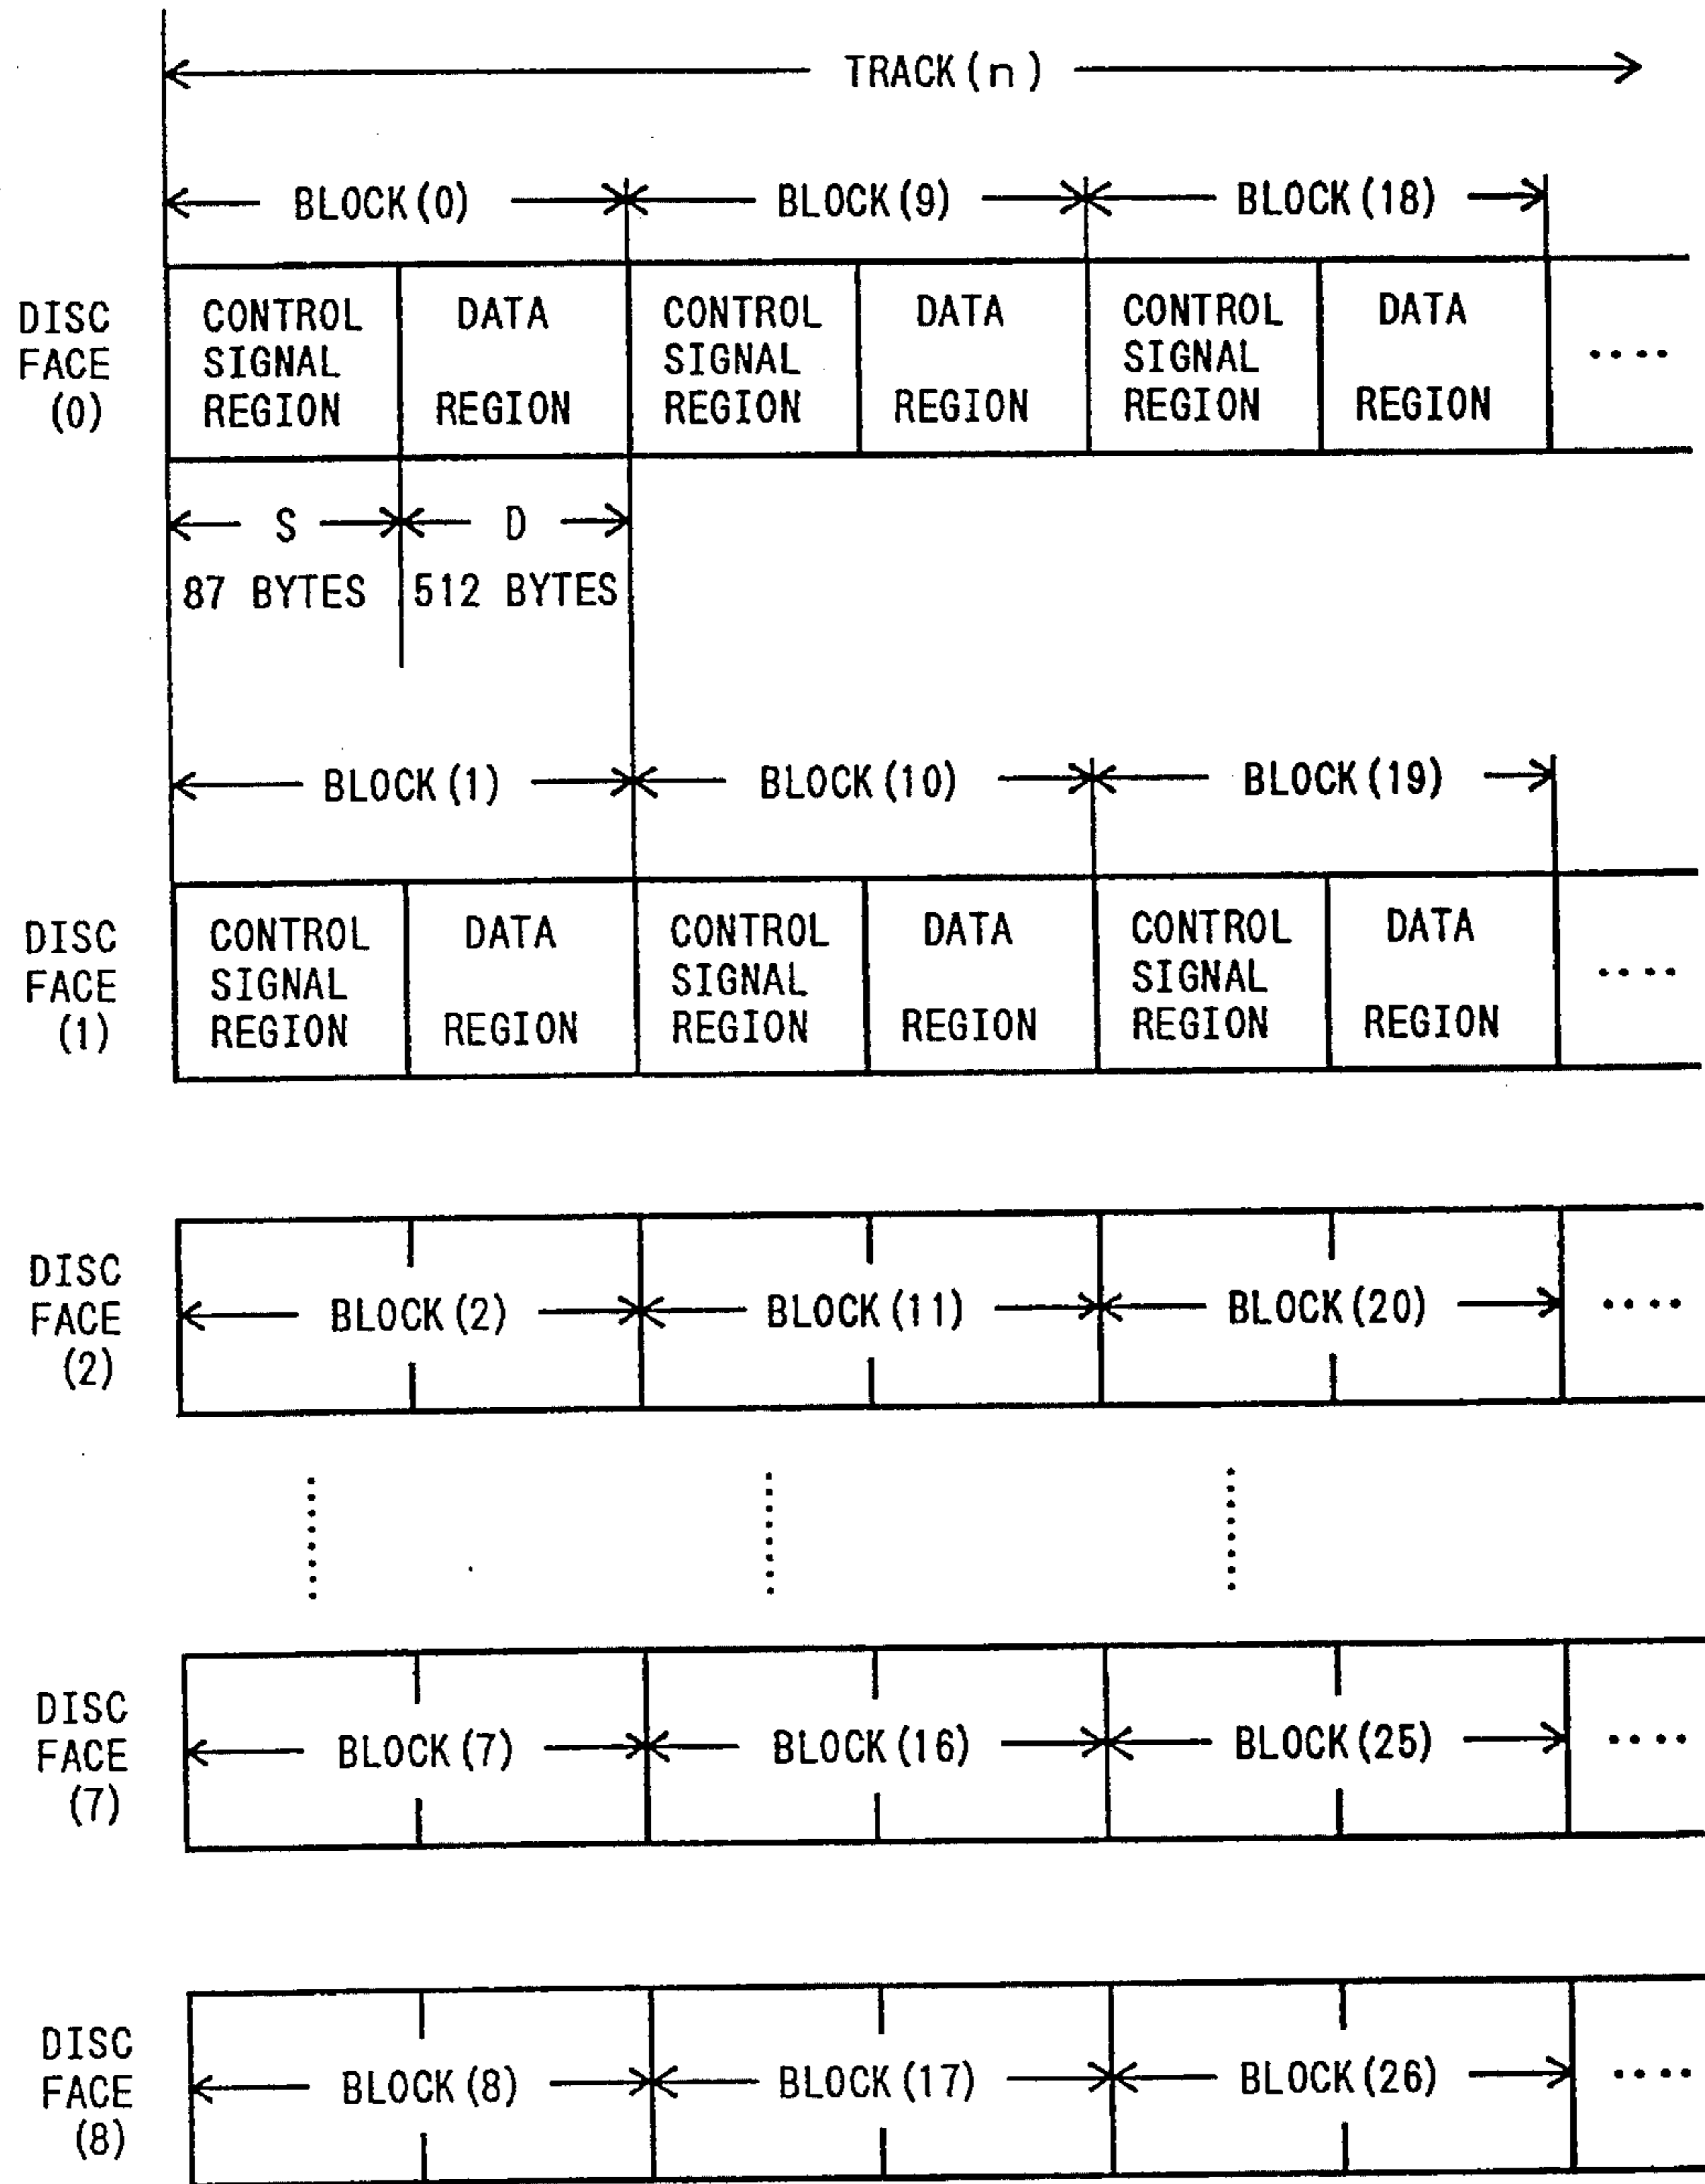 TRACK(n)
BLOCK(0) BLOCK(9) BLOCK(18)
DISC FACE (0)
CONTROL SIGNAL REGION
DATA REGION
CONTROL SIGNAL REGION
DATA REGION
CONTROL SIGNAL REGION
DATA REGION
....
S D
87 BYTES 512 BYTES
BLOCK(1) BLOCK(10) BLOCK(19)
DISC FACE (1)
CONTROL SIGNAL REGION
DATA REGION
CONTROL SIGNAL REGION
DATA REGION
CONTROL SIGNAL REGION
DATA REGION
....
DISC FACE (2)
BLOCK(2) BLOCK(11) BLOCK(20) ....
DISC FACE (7)
BLOCK(7) BLOCK(16) BLOCK(25) ....
DISC FACE (8)
BLOCK(8) BLOCK(17) BLOCK(26) ....